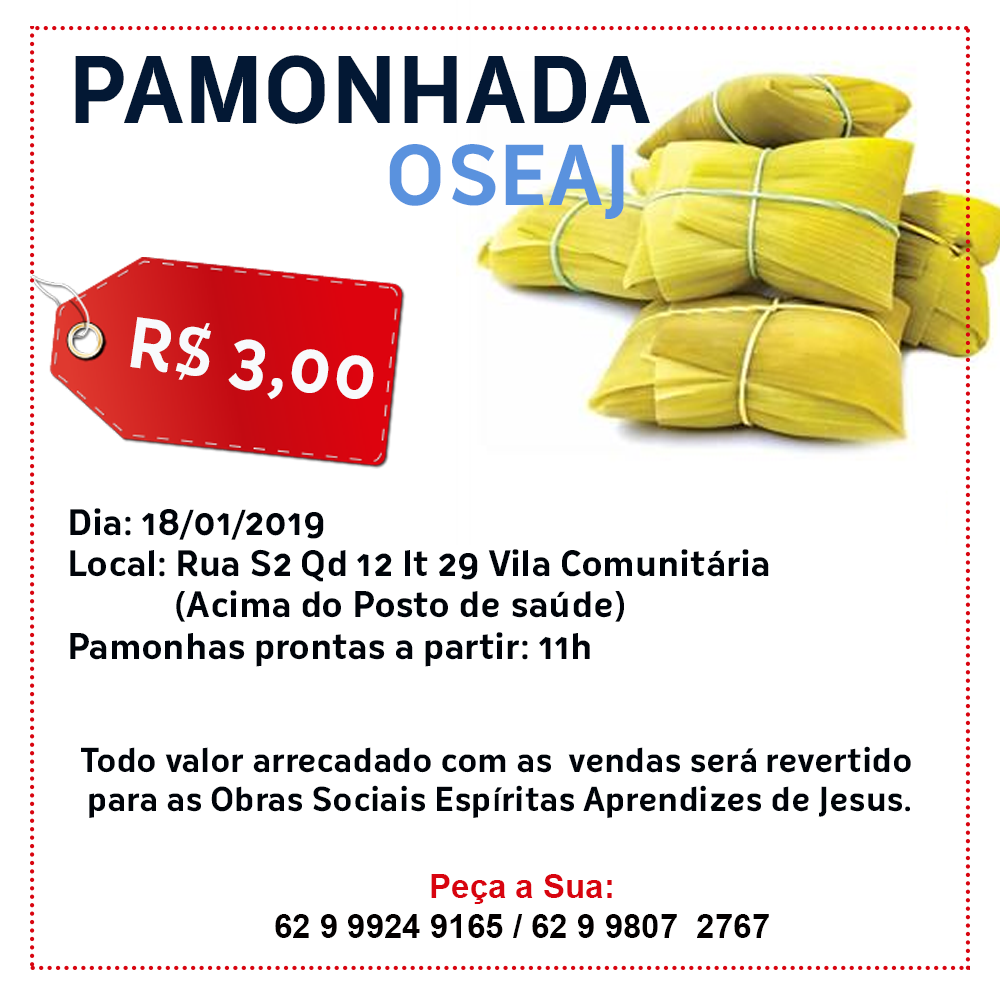 PAMONHADA
OSEAJ
R$ 3,00
Dia: 18/01/2019
Local: Rua S2 Qd 12 lt 29 Vila Comunitária
(Acima do Posto de saúde)
Pamonhas prontas a partir: 11h
Todo valor arrecadado com as vendas será revertido
para as Obras Sociais Espíritas Aprendizes de Jesus.
Peça a Sua:
62 9 9924 9165 / 62 9 9807 2767